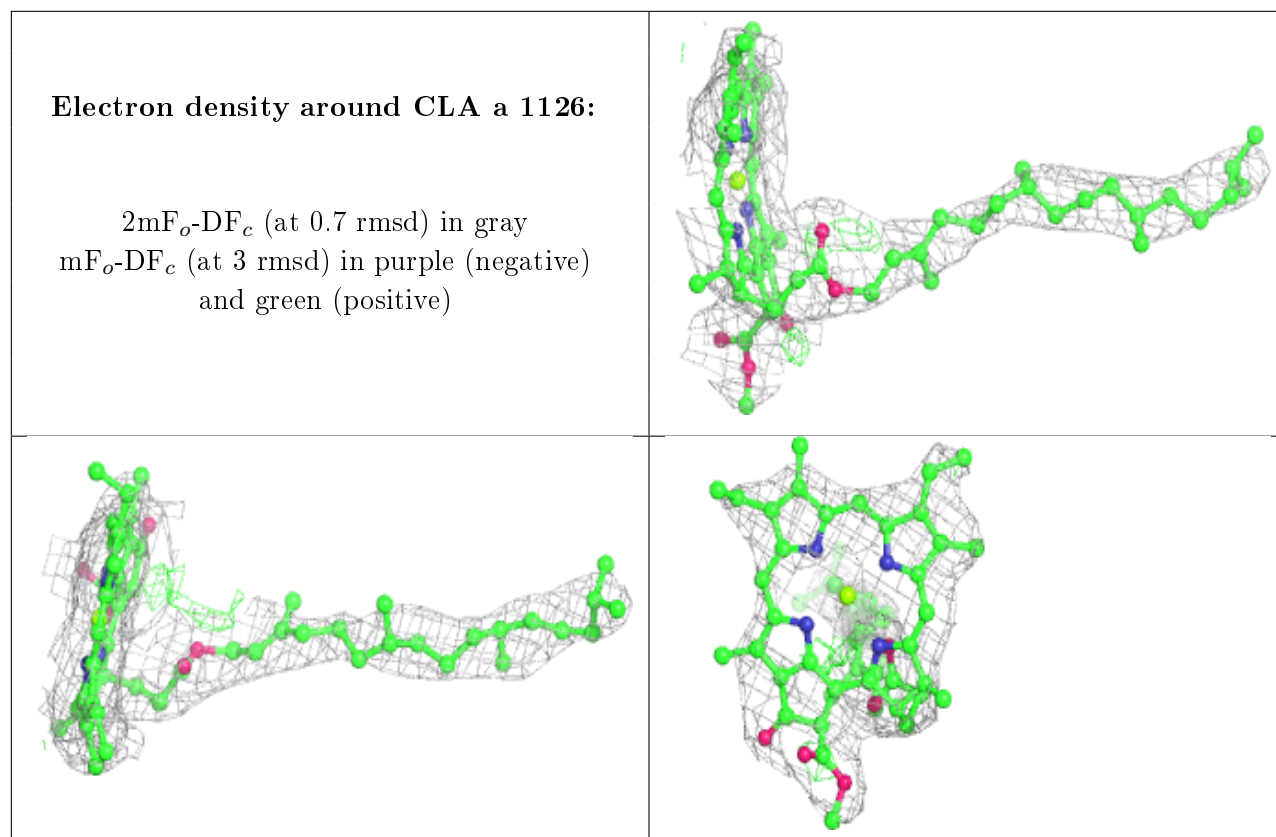 Electron density around CLA a 1126:
2mFo-DFc (at 0.7 rmsd) in gray
mFo-DFc (at 3 rmsd) in purple (negative)
and green (positive)